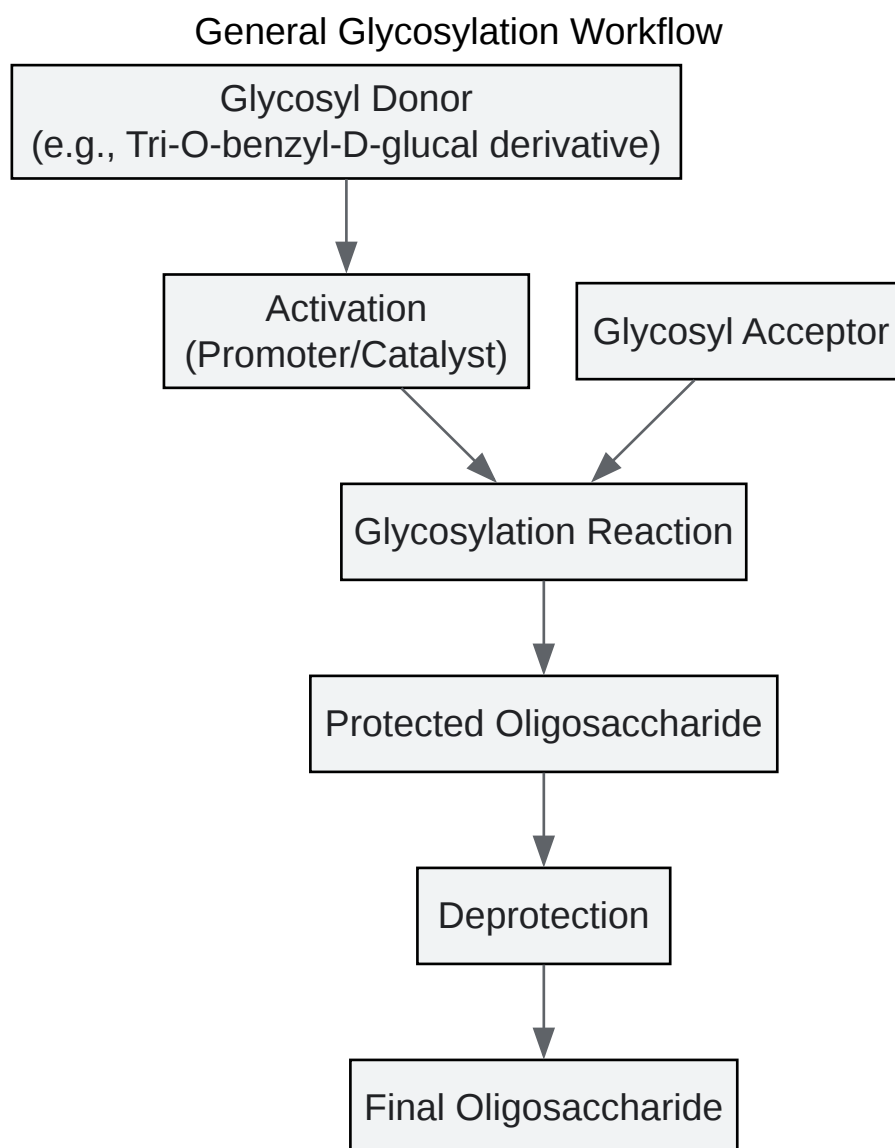 General Glycosylation Workflow
Glycosyl Donor
(e.g., Tri-O-benzyl-D-glucal derivative)
Activation
(Promoter/Catalyst)
Glycosyl Acceptor
Glycosylation Reaction
Protected Oligosaccharide
Deprotection
Final Oligosaccharide